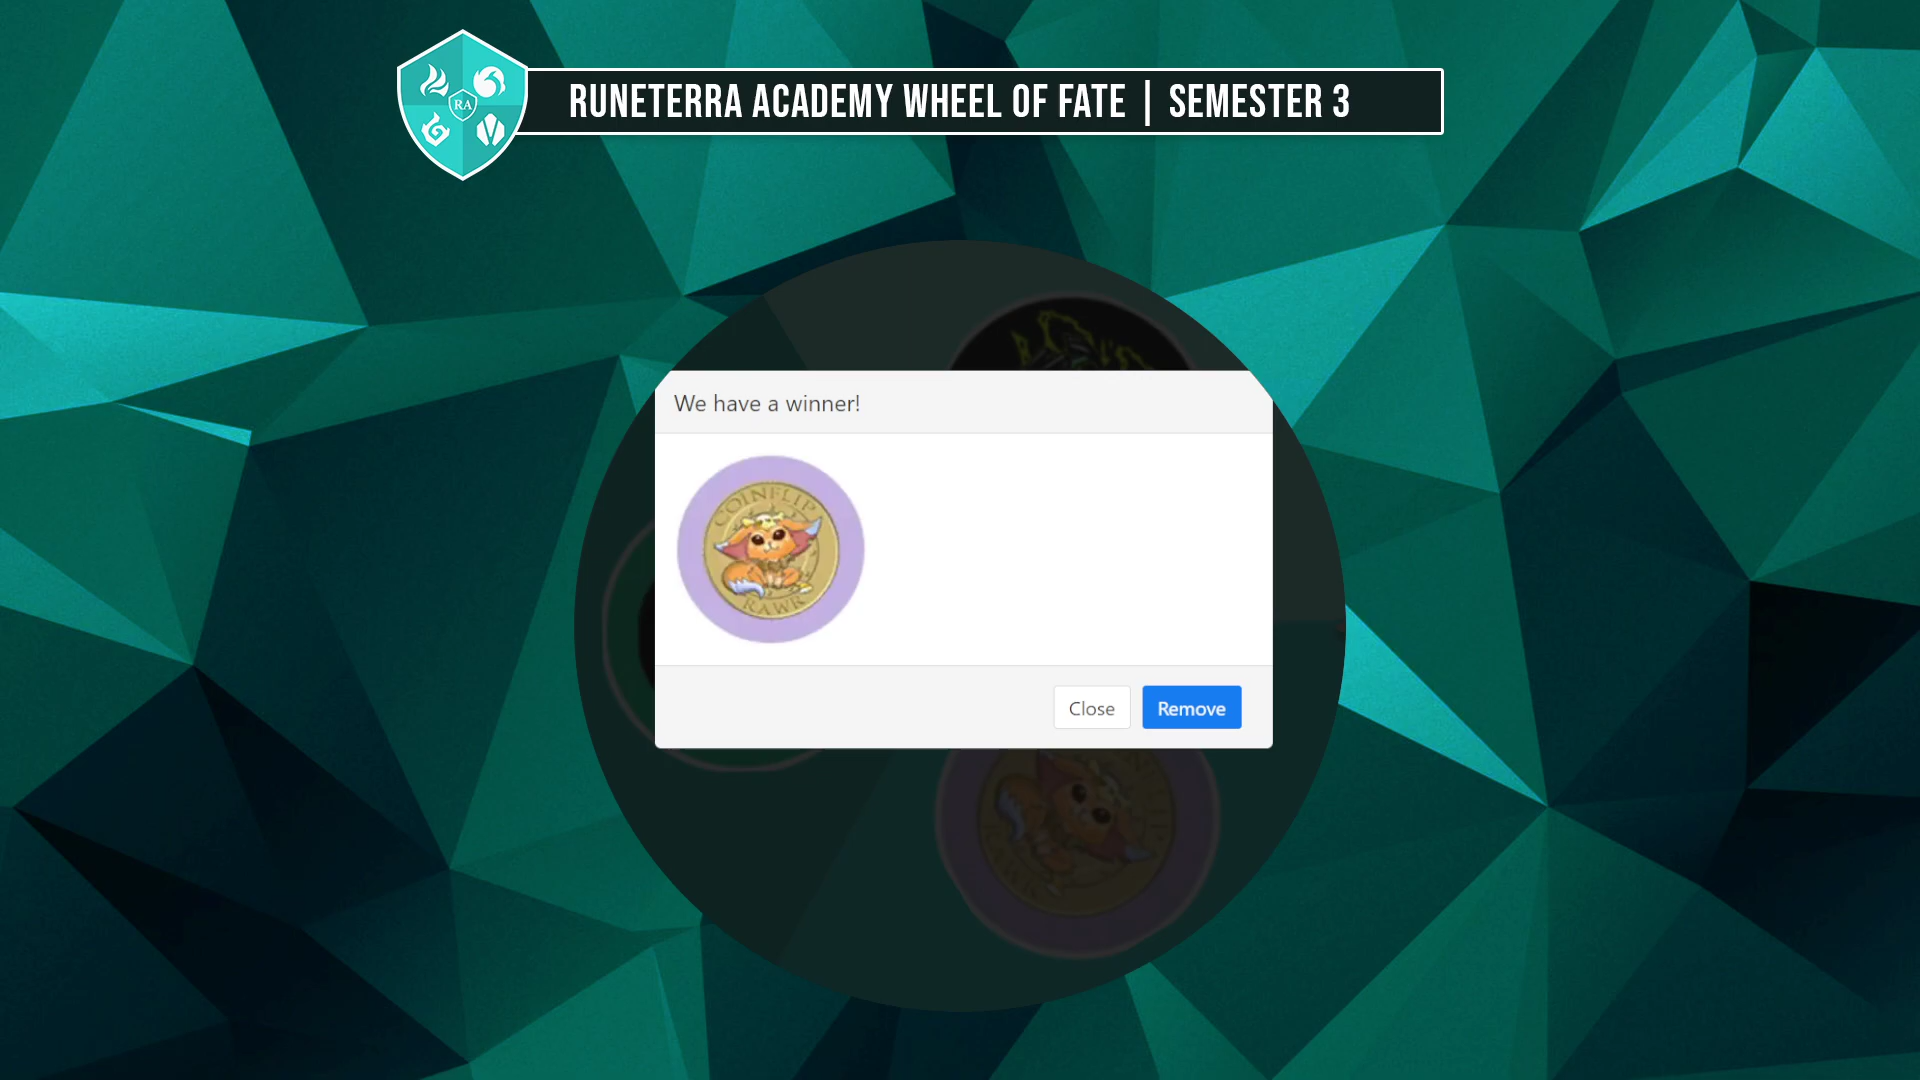 RUNETERRA ACADEMY WHEEL OF FATE | SEMESTER 3
RA
We have a winner!
COINFLIP
RAWR
Close
Remove